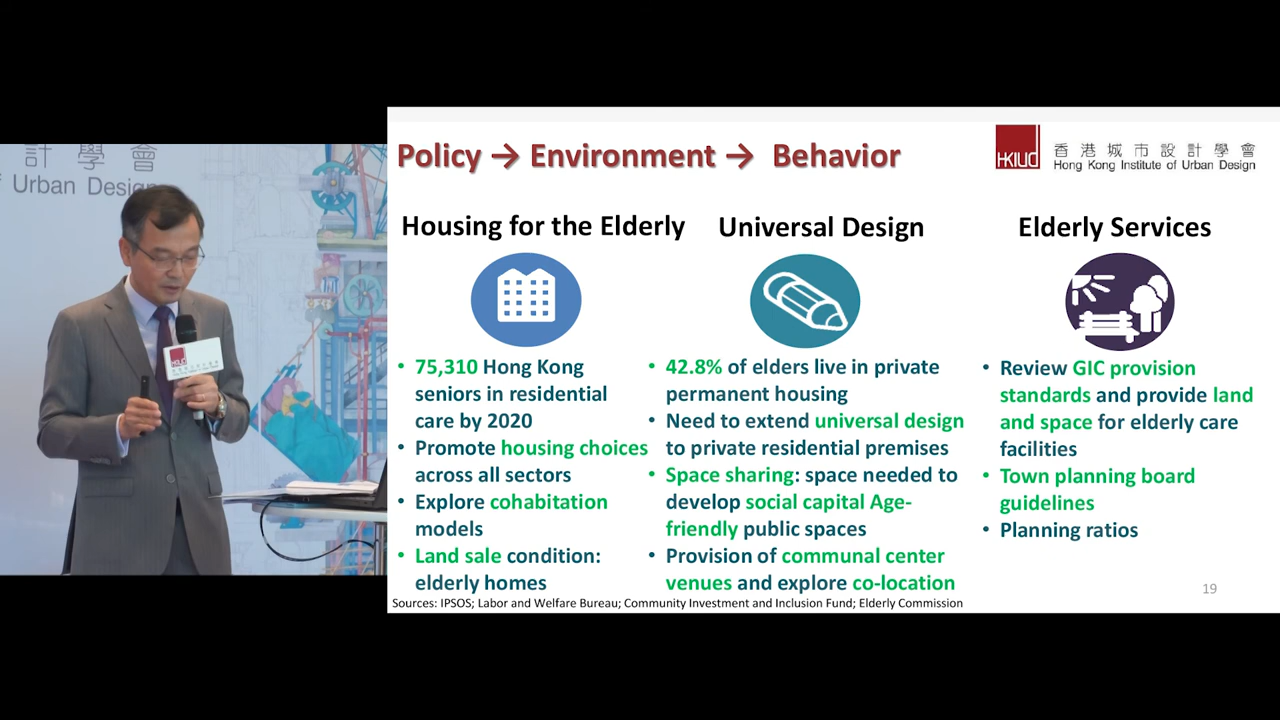 計 學 會
of Urban Design
HKIUD
Policy → Environment → Behavior
HKIUD
香 港 城 市 設 計 學 會
Hong Kong Institute of Urban Design
Housing for the Elderly
• 75,310 Hong Kong
seniors in residential
care by 2020
• Promote housing choices
across all sectors
• Explore cohabitation
models
• Land sale condition:
elderly homes
Universal Design
• 42.8% of elders live in private
permanent housing
• Need to extend universal design
to private residential premises
• Space sharing: space needed to
develop social capital Age-
friendly public spaces
• Provision of communal center
venues and explore co-location
Elderly Services
• Review GIC provision
standards and provide land
and space for elderly care
facilities
• Town planning board
guidelines
• Planning ratios
Sources: IPSOS; Labor and Welfare Bureau; Community Investment and Inclusion Fund; Elderly Commission
19